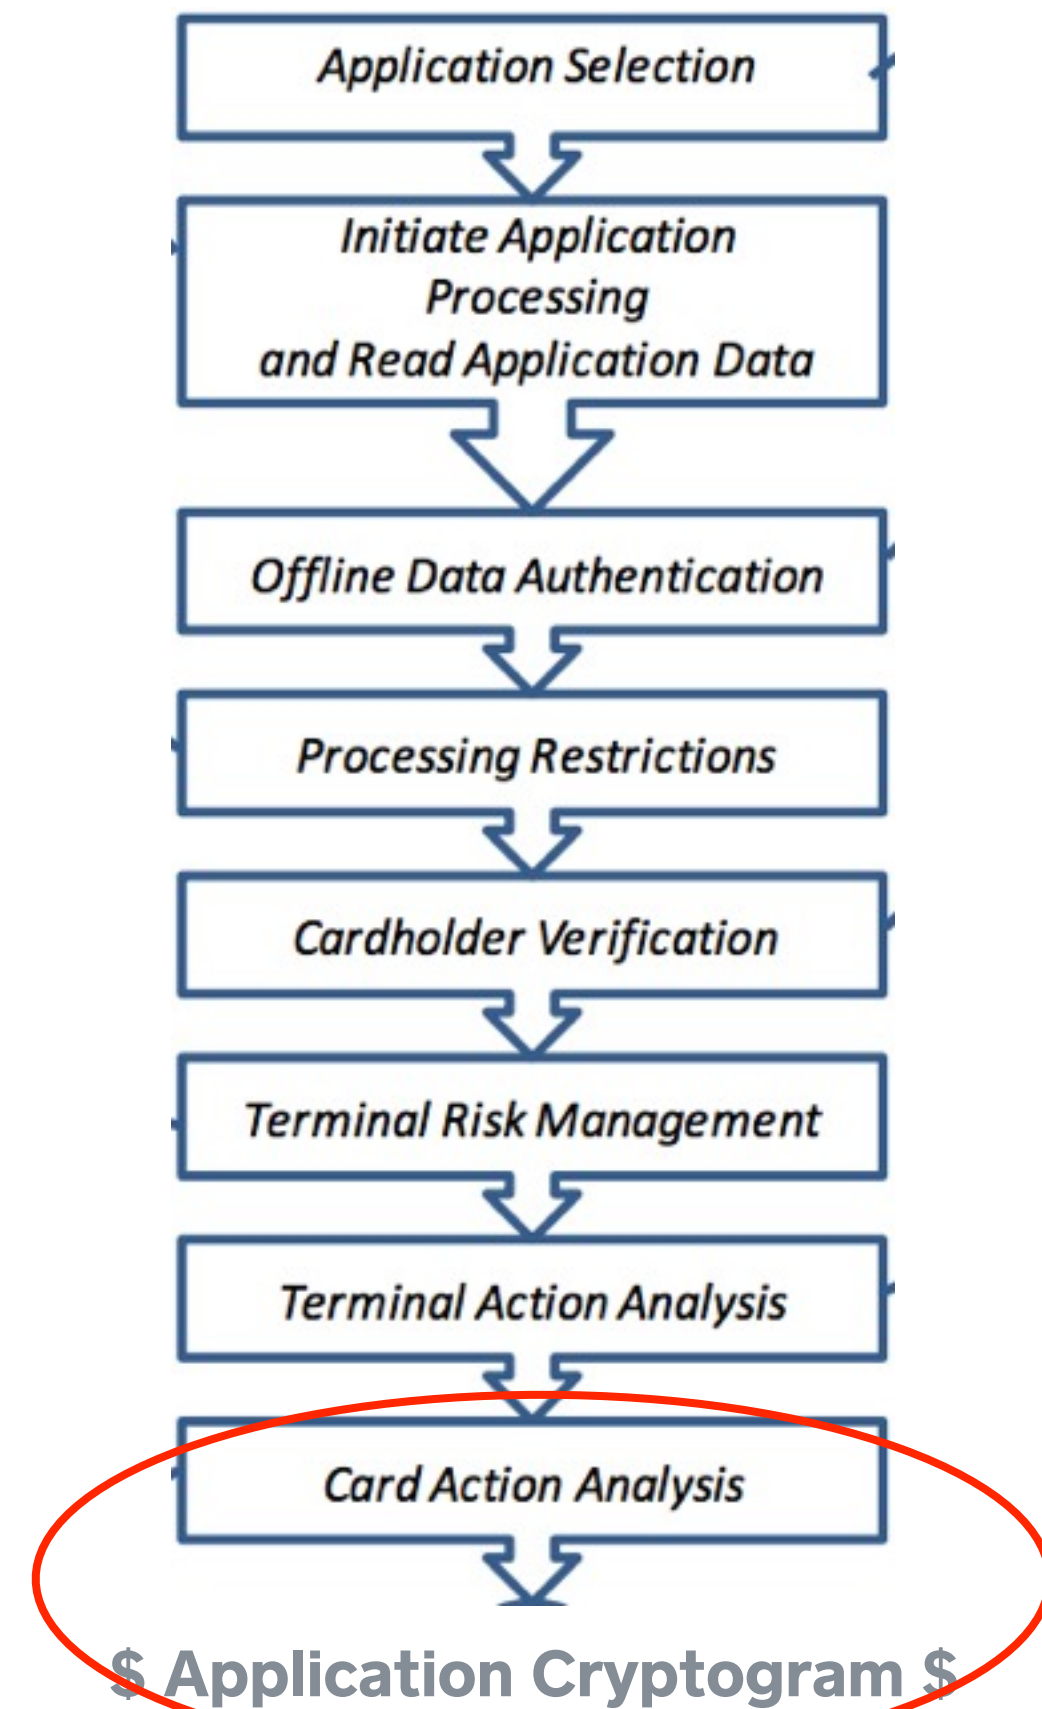 Application Selection
Initiate Application
Processing
and Read Application Data
Offline Data Authentication
Processing Restrictions
Cardholder Verification
Terminal Risk Management
Terminal Action Analysis
Card Action Analysis
$ Application Cryptogram $